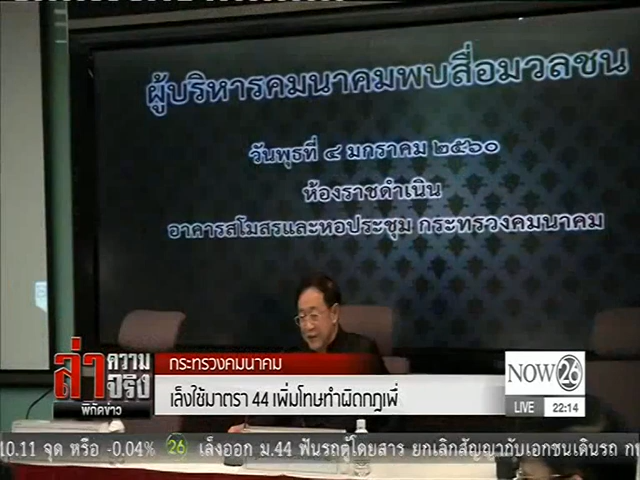 ผู้บริหารคมนาคมพบสื่อมวลชน
วันพุธที่ ๔ มกราคม ๒๕๖๐
ห้องราชดำเนิน
อาคารสโมสรและหอประชุม กระทรวงคมนาคม
ล่า ความจริง
พิกัดข่าว
กระทรวงคมนาคม
เล็งใช้มาตรา 44 เพิ่มโทษทำผิดกฎเพื่
NOW 26
LIVE 22:14
10.11 จุด หรือ -0.04% 26 เล็งออก ม.44 ฟันรถตู้โดยสาร ยกเลิกสัญญากับเอกชนเดินรถ